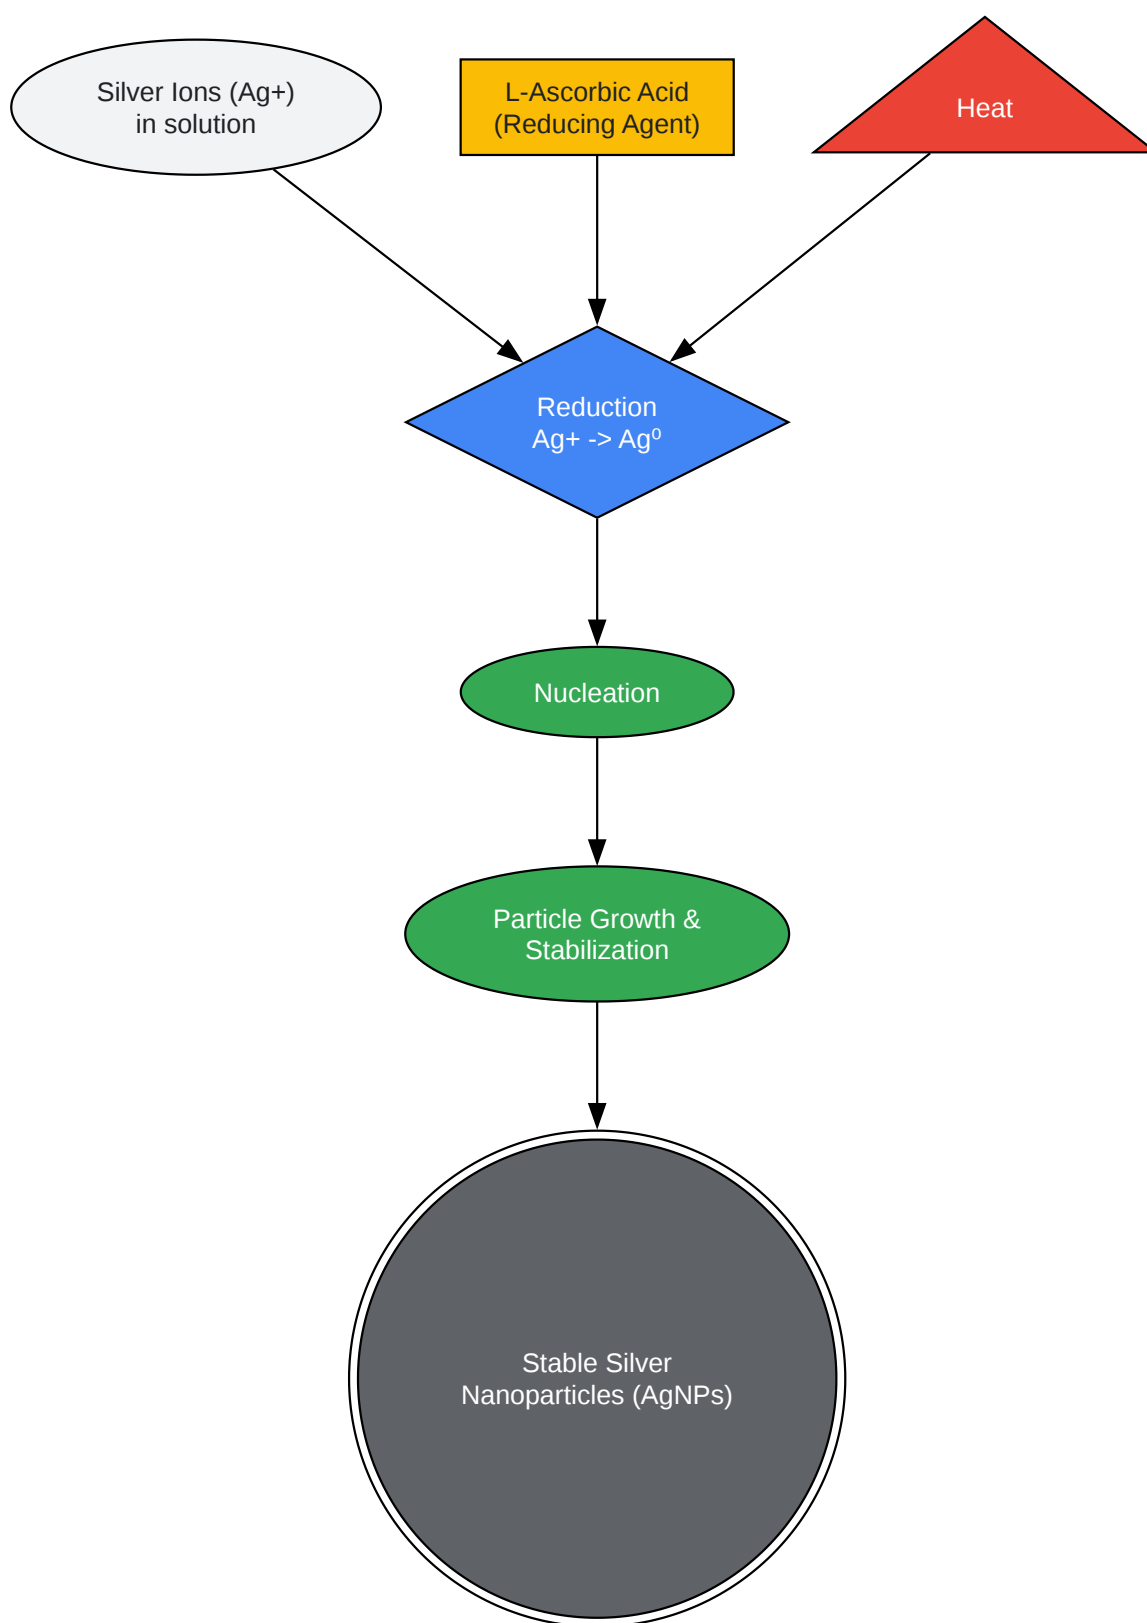 Silver Ions (Ag+)
in solution
L-Ascorbic Acid
(Reducing Agent)
Heat
Reduction
Ag+ -> Ag⁰
Nucleation
Particle Growth &
Stabilization
Stable Silver
Nanoparticles (AgNPs)